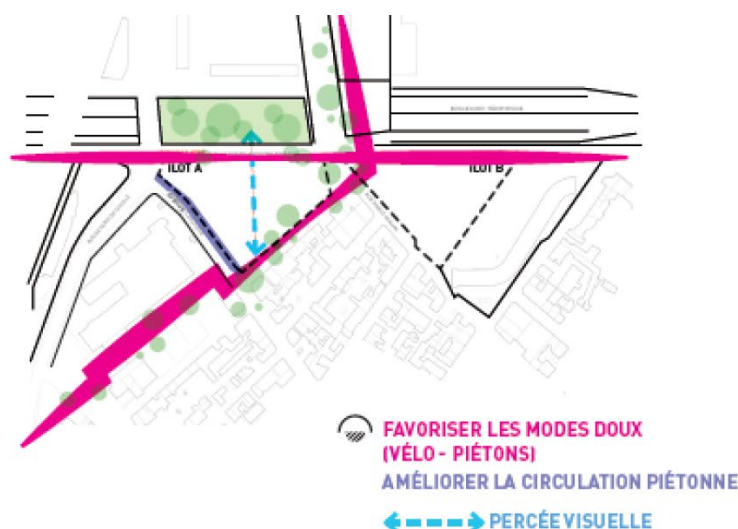 ILOT A
ILOT B
FAVORISER LES MODES DOUX
(VÉLO - PIÉTONS)
AMÉLIORER LA CIRCULATION PIÉTONNE
PERCÉE VISUELLE